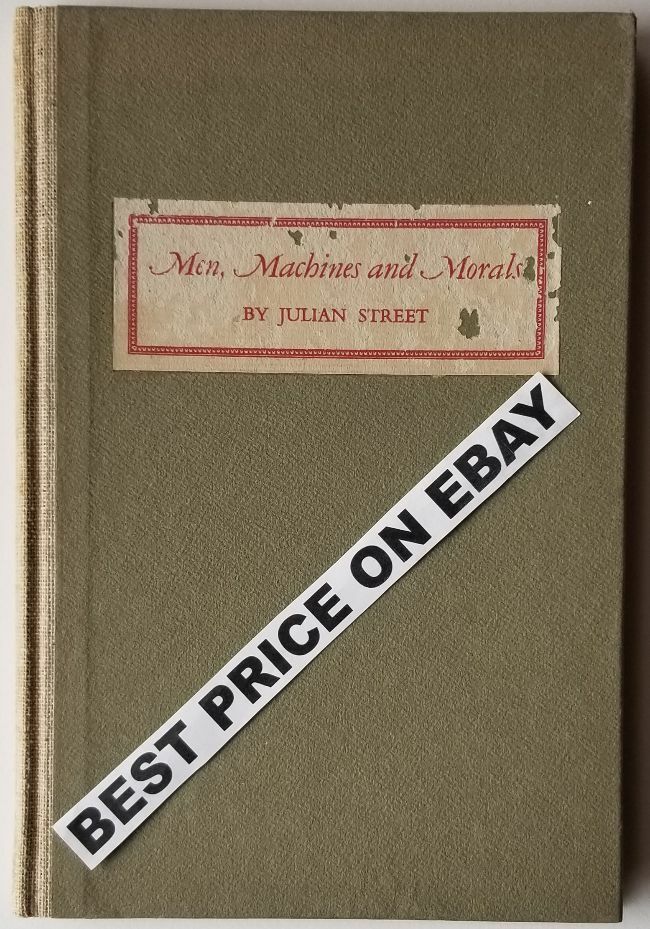 Men, Machines and Morals
BY JULIAN STREET
BEST PRICE ON EBAY